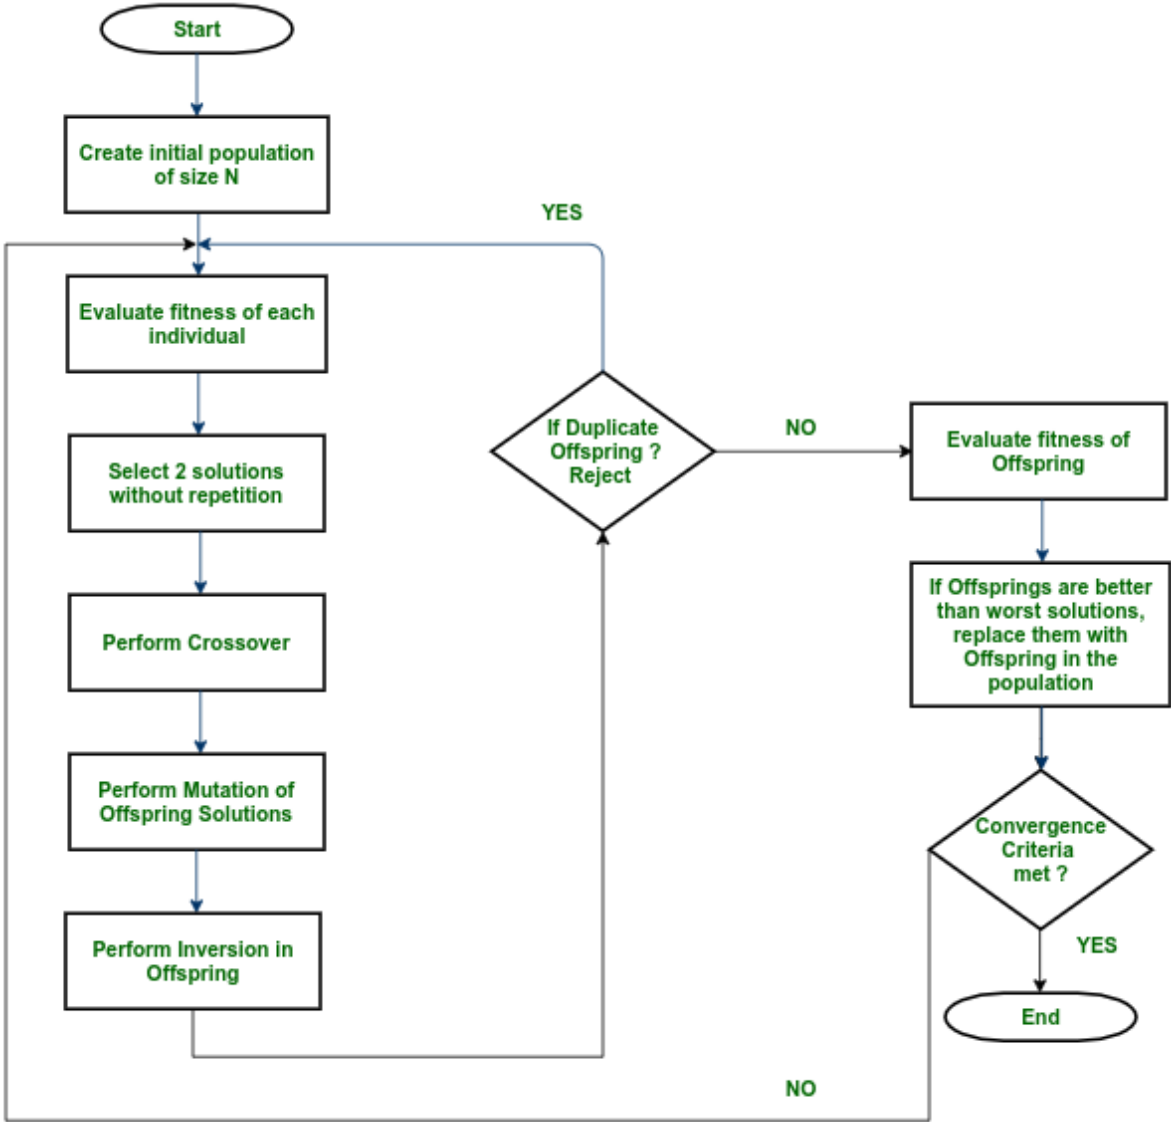 Start
Create initial population
of size N
YES
Evaluate fitness of each
individual
Select 2 solutions
without repetition
Perform Crossover
Perform Mutation of
Offspring Solutions
Perform Inversion in
Offspring
If Duplicate
Offspring ?
Reject
NO
Evaluate fitness of
Offspring
If Offsprings are better
than worst solutions,
replace them with
Offspring in the
population
Convergence
Criteria
met ?
YES
End
NO